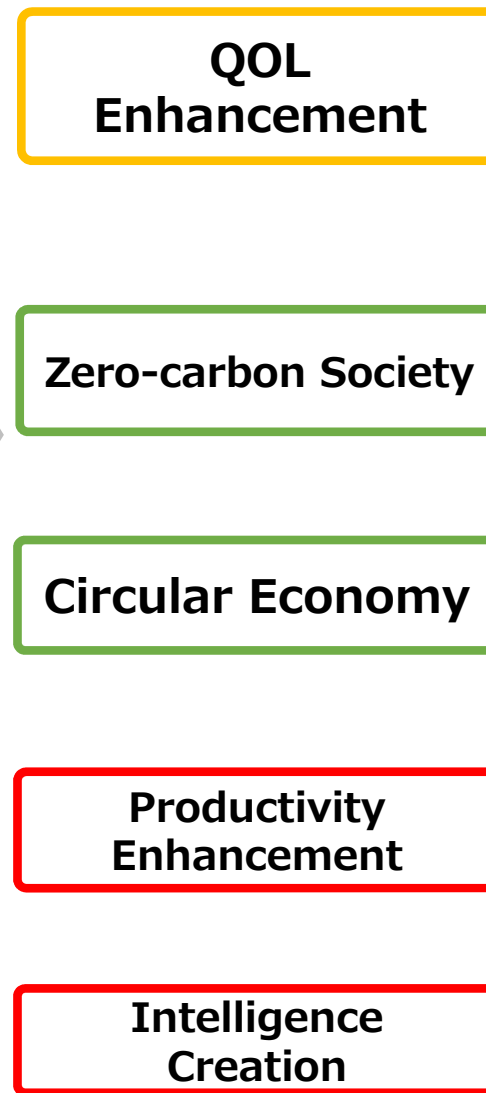 QOL
Enhancement
Zero-carbon Society
Circular Economy
Productivity
Enhancement
Intelligence
Creation